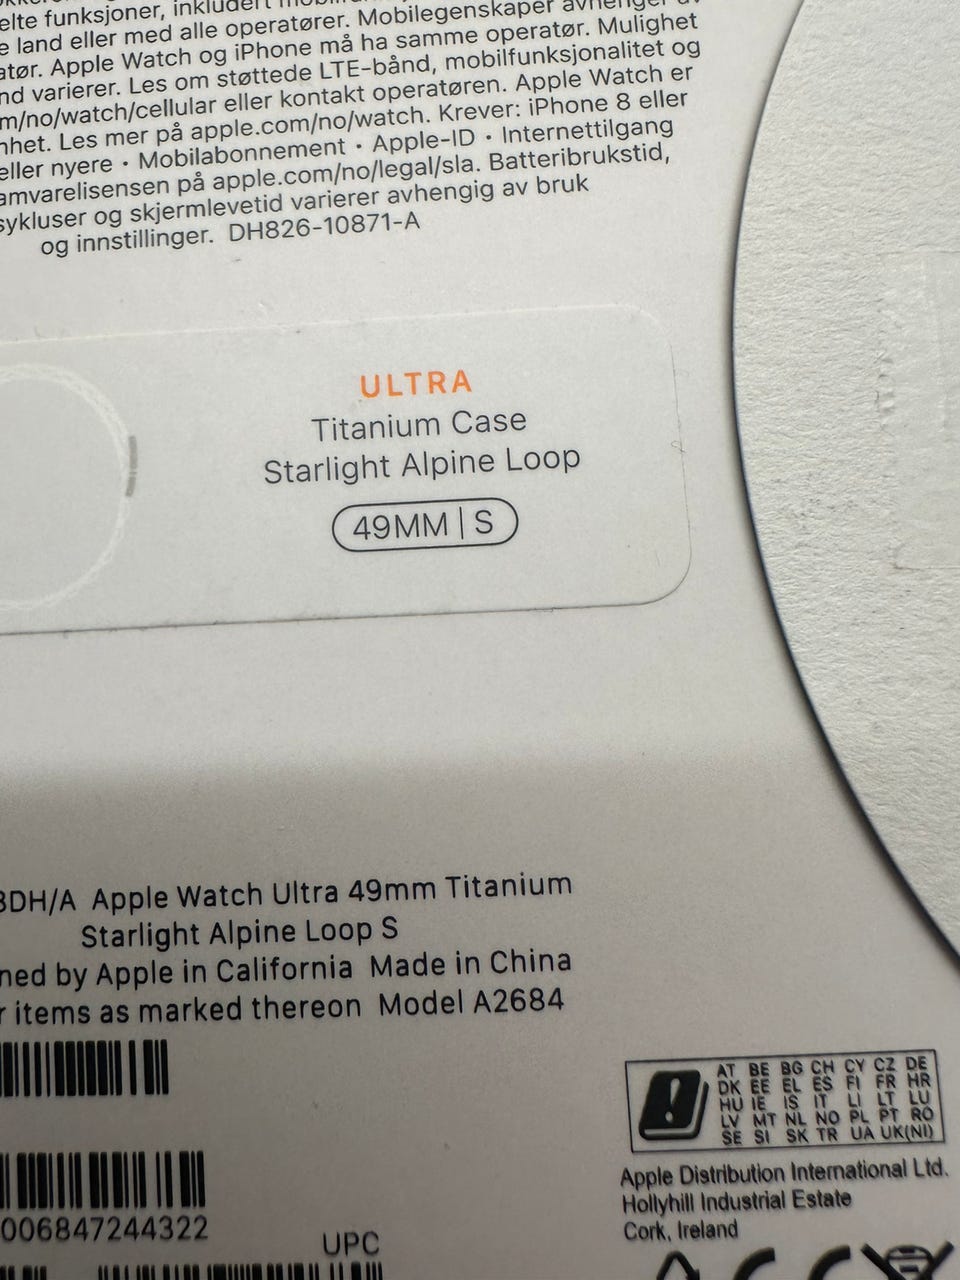 elte funksjoner, inkludert
e land eller med alle operatører. Mobilegenskaper avhenger av
atør. Apple Watch og iPhone må ha samme operatør. Mulighet
nd varierer. Les om støttede LTE-bånd, mobilfunksjonalitet og
m/no/watch/cellular eller kontakt operatøren. Apple Watch er
nhet. Les mer på apple.com/no/watch. Krever: iPhone 8 eller
eller nyere • Mobilabonnement • Apple-ID • Internettilgang
amvarelisensen på apple.com/no/legal/sla. Batteribrukstid,
sykluser og skjermlevetid varierer avhengig av bruk
og innstillinger. DH826-10871-A
ULTRA
Titanium Case
Starlight Alpine Loop
49MM | S
3DH/A Apple Watch Ultra 49mm Titanium
Starlight Alpine Loop S
ned by Apple in California Made in China
r items as marked thereon Model A2684
AT BE BG CH CY CZ DE
DK EE EL ES FI FR HR
HU IE IS IT LI LT LU
LV MT NL NO PL PT RO
SE SI SK TR UA UK(NI)
Apple Distribution International Ltd.
Hollyhill Industrial Estate
Cork, Ireland
006847244322
UPC